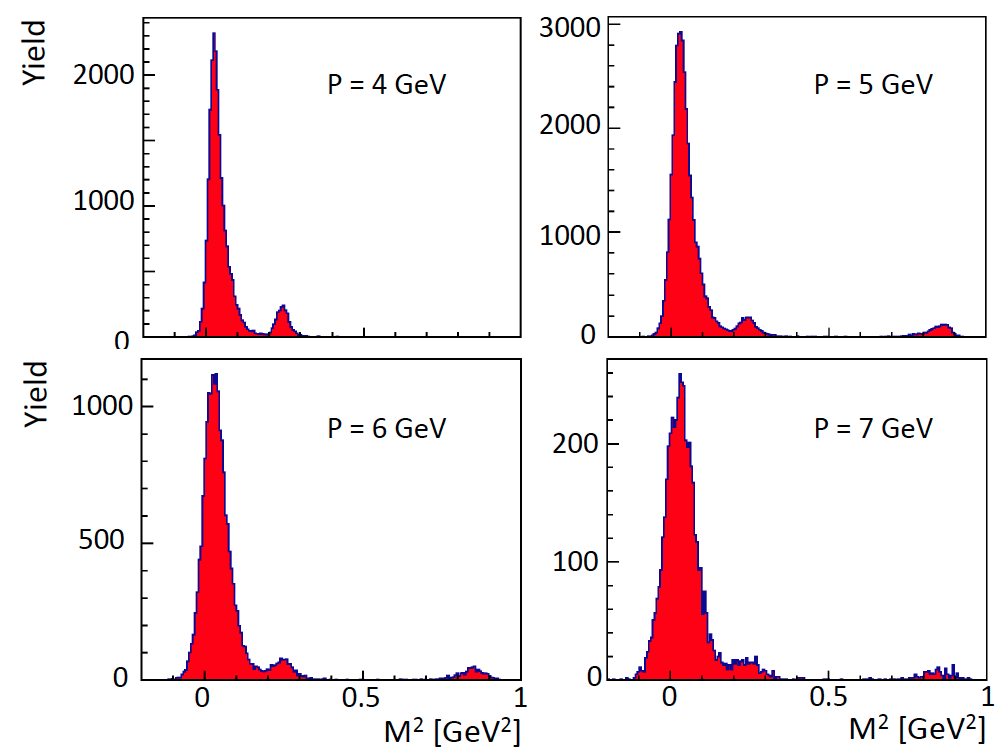 Yield
2000
1000
0
P = 4 GeV
3000
2000
1000
0
P = 5 GeV
Yield
1000
500
0
P = 6 GeV
0 0.5 1
M² [GeV²]
200
100
0
P = 7 GeV
0 0.5 1
M² [GeV²]